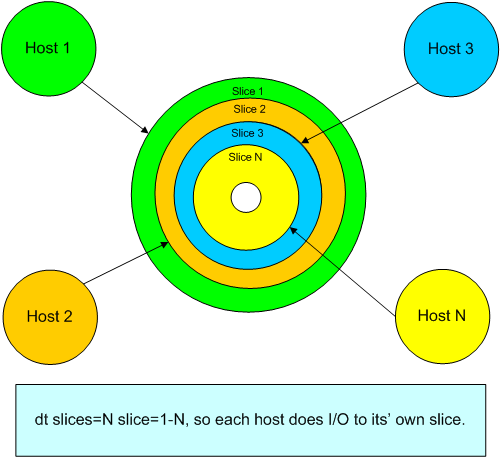 Host 1
Host 3
Slice 1
Slice 2
Slice 3
Slice N
Host 2
Host N
dt slices=N slice=1-N, so each host does I/O to its’ own slice.